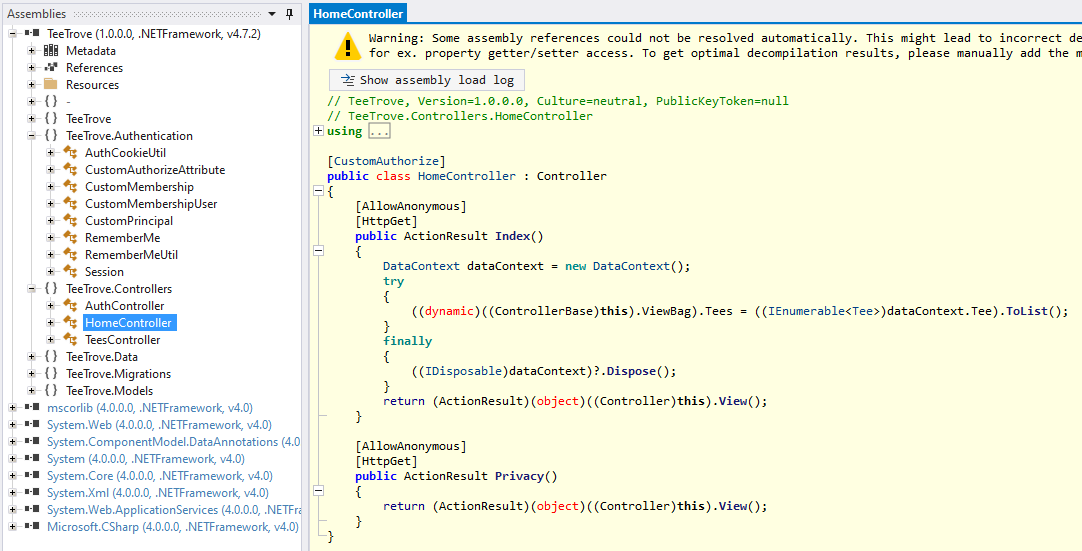 Assemblies
TeeTrove (1.0.0.0, .NETFramework, v4.7.2)
Metadata
References
Resources
{ } -
{ } TeeTrove
{ } TeeTrove.Authentication
AuthCookieUtil
CustomAuthorizeAttribute
CustomMembership
CustomMembershipUser
CustomPrincipal
RememberMe
RememberMeUtil
Session
{ } TeeTrove.Controllers
AuthController
HomeController
TeesController
{ } TeeTrove.Data
{ } TeeTrove.Migrations
{ } TeeTrove.Models
mscorlib (4.0.0.0, .NETFramework, v4.0)
System.Web (4.0.0.0, .NETFramework, v4.0)
System.ComponentModel.DataAnnotations (4.0
System (4.0.0.0, .NETFramework, v4.0)
System.Core (4.0.0.0, .NETFramework, v4.0)
System.Xml (4.0.0.0, .NETFramework, v4.0)
System.Web.ApplicationServices (4.0.0.0, .NETFra
Microsoft.CSharp (4.0.0.0, .NETFramework, v4.0)
HomeController
Warning: Some assembly references could not be resolved automatically. This might lead to incorrect de
for ex. property getter/setter access. To get optimal decompilation results, please manually add the m
Show assembly load log
// TeeTrove, Version=1.0.0.0, Culture=neutral, PublicKeyToken=null
// TeeTrove.Controllers.HomeController
using ...
[CustomAuthorize]
public class HomeController : Controller
{
[AllowAnonymous]
[HttpGet]
public ActionResult Index()
{
DataContext dataContext = new DataContext();
try
{
((dynamic)((ControllerBase)this).ViewBag).Tees = ((IEnumerable<Tee>)dataContext.Tee).ToList();
}
finally
{
((IDisposable)dataContext)?.Dispose();
}
return (ActionResult)(object)((Controller)this).View();
}
[AllowAnonymous]
[HttpGet]
public ActionResult Privacy()
{
return (ActionResult)(object)((Controller)this).View();
}
}